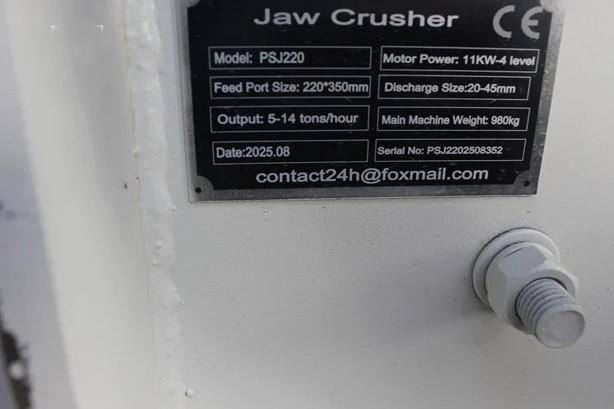 Jaw Crusher CE
Model: PSJ220 Motor Power: 11KW-4 level
Feed Port Size: 220*350mm Discharge Size:20-45mm
Output: 5-14 tons/hour Main Machine Weight: 980kg
Date:2025.08 Serial No: PSJ2202508352
contact24h@foxmail.com